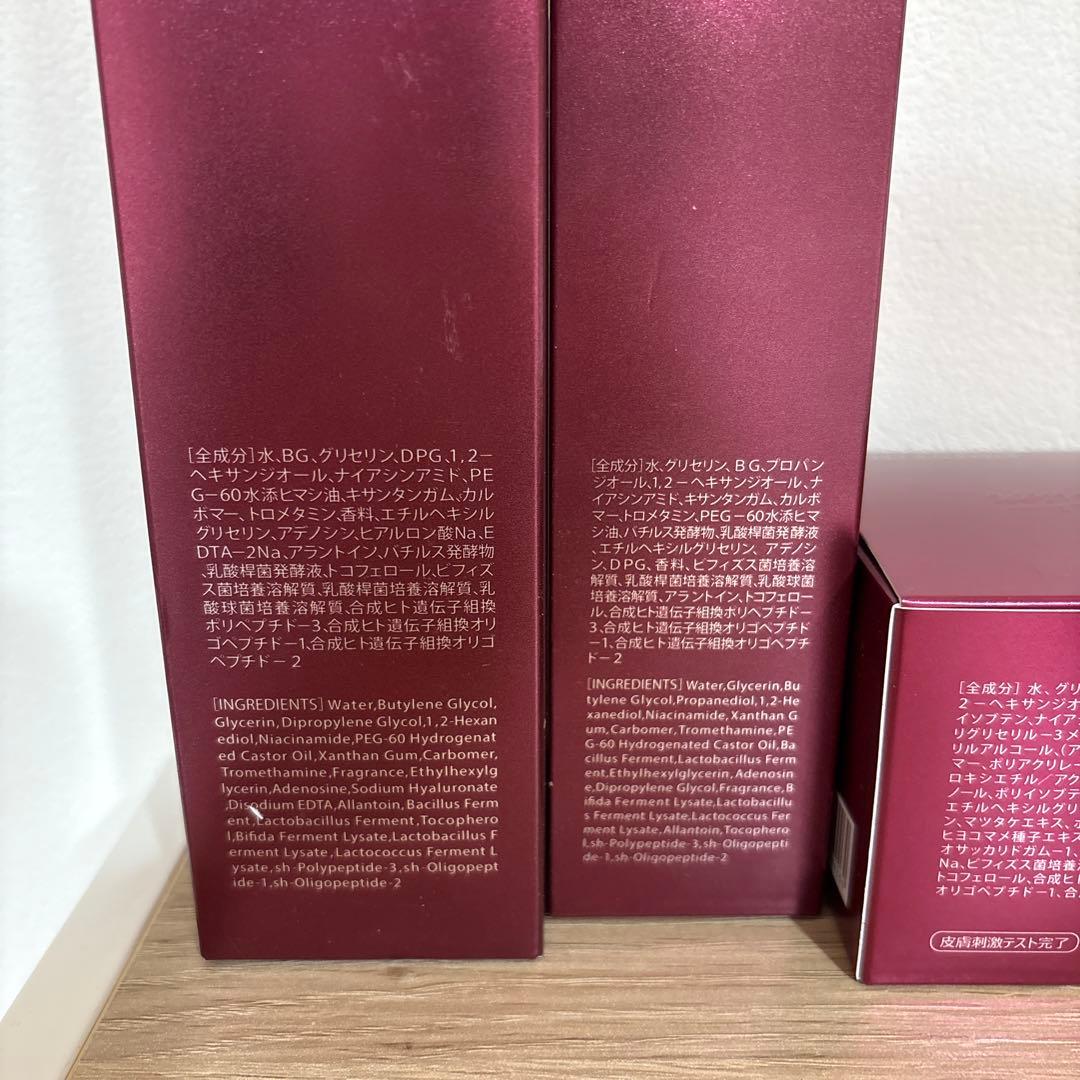 [全成分]水、BG、グリセリン、DPG、1,2－
ヘキサンジオール、ナイアシンアミド、PE
G－60水添ヒマシ油、キサンタンガム、カル
ボマー、トロメタミン、香料、エチルヘキシル
グリセリン、アデノシン、ヒアルロン酸Na、E
DTA－2Na、アラントイン、バチルス発酵物
、乳酸桿菌発酵液、トコフェロール、ビフィズ
ス菌培養溶解質、乳酸桿菌培養溶解質、乳
酸球菌培養溶解質、合成ヒト遺伝子組換
ポリペプチド－3、合成ヒト遺伝子組換オリ
ゴペプチド－1、合成ヒト遺伝子組換オリゴ
ペプチド－2
[INGREDIENTS] Water,Butylene Glycol,
Glycerin,Dipropylene Glycol,1,2-Hexan
ediol,Niacinamide,PEG-60 Hydrogenat
ed Castor Oil,Xanthan Gum,Carbomer,
Tromethamine,Fragrance,Ethylhexylg
lycerin,Adenosine,Sodium Hyaluronate
,Disodium EDTA,Allantoin,Bacillus Ferm
ent,Lactobacillus Ferment,Tocophero
l,Bifida Ferment Lysate,Lactobacillus F
erment Lysate,Lactococcus Ferment L
ysate,sh-Polypeptide-3,sh-Oligopept
ide-1,sh-Oligopeptide-2
[全成分]水、グリセリン、BG、プロパン
ジオール、1,2－ヘキサンジオール、ナ
イアシンアミド、キサンタンガム、カルボ
マー、トロメタミン、PEG－60水添ヒマ
シ油、バチルス発酵物、乳酸桿菌発酵液
、エチルヘキシルグリセリン、アデノシ
ン、DPG、香料、ビフィズス菌培養溶
解質、乳酸桿菌培養溶解質、乳酸球菌
培養溶解質、アラントイン、トコフェロー
ル、合成ヒト遺伝子組換ポリペプチド－
3、合成ヒト遺伝子組換オリゴペプチド
－1、合成ヒト遺伝子組換オリゴペプチ
ド－2
[INGREDIENTS] Water,Glycerin,Bu
tylene Glycol,Propanediol,1,2-He
xanediol,Niacinamide,Xanthan G
um,Carbomer,Tromethamine,PE
G-60 Hydrogenated Castor Oil,Ba
cillus Ferment,Lactobacillus Ferm
ent,Ethylhexylglycerin,Adenosin
e,Dipropylene Glycol,Fragrance,B
ifida Ferment Lysate,Lactobacillu
s Ferment Lysate,Lactococcus Fer
ment Lysate,Allantoin,Tocophero
l,sh-Polypeptide-3,sh-Oligopepti
de-1,sh-Oligopeptide-2
[全成分] 水、グリ
2－ヘキサンジオ
イソブテン、ナイア
リグリセリル－3メ
リルアルコール、(ア
マー、ポリアクリレー
ロキシエチル／アク
ノール、ポリイソブテ
エチルヘキシルグリ
ン、マツタケエキス、
ヒヨコマメ種子エキス
オサッカリドガム－1、
Na、ビフィズス菌培養
トコフェロール、合成ヒト
オリゴペプチド－1、合
皮膚刺激テスト完了